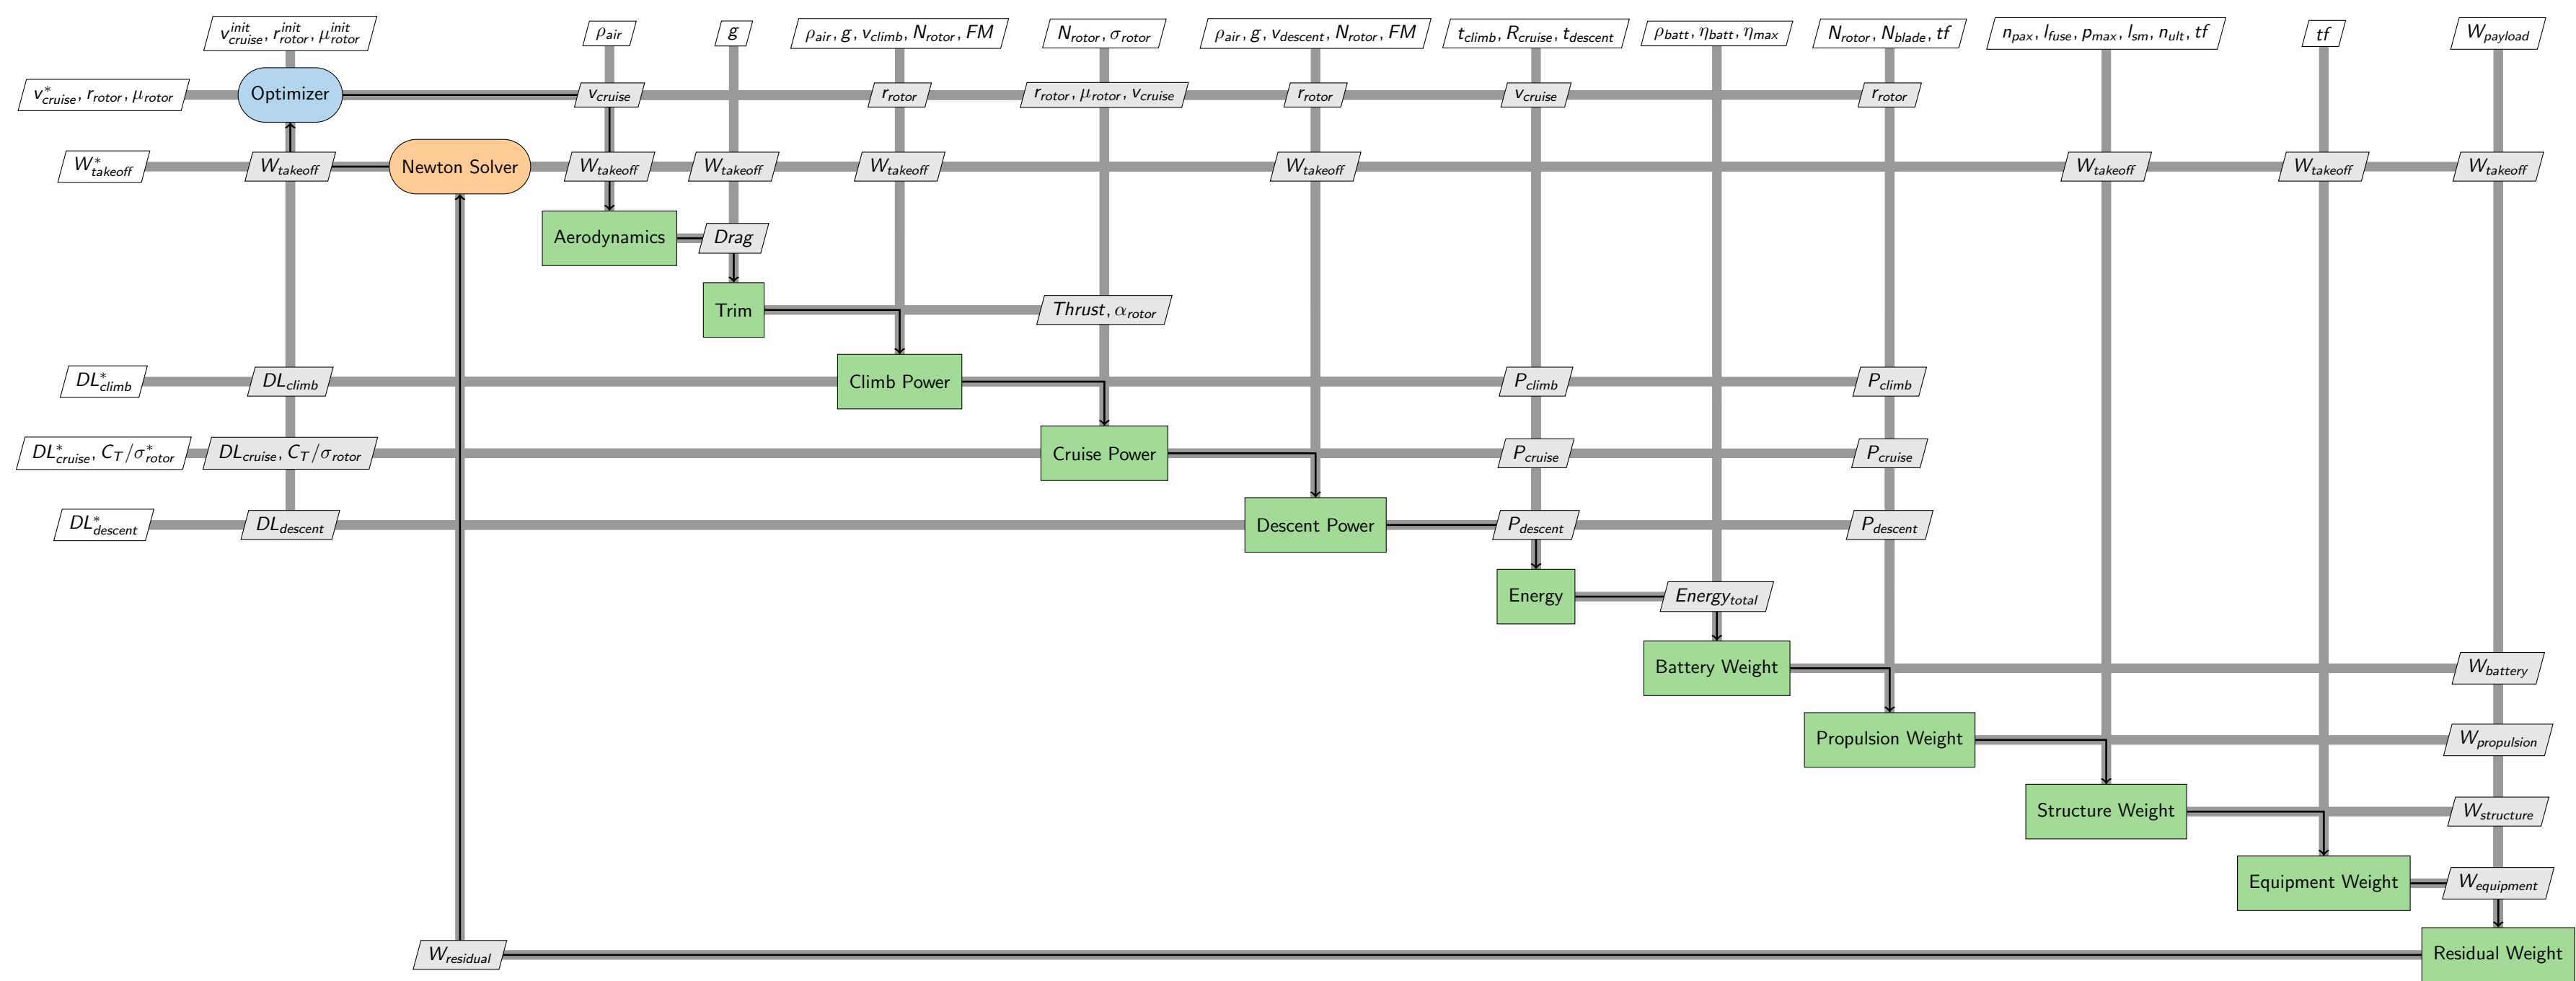 v_cruise^init, r_rotor^init, μ_rotor^init ρ_air g ρ_air, g, v_climb, N_rotor, FM N_rotor, σ_rotor ρ_air, g, v_descent, N_rotor, FM t_climb, R_cruise, t_descent ρ_batt, η_batt, η_max N_rotor, N_blade, tf n_pax, l_fuse, p_max, l_sm, n_ult, tf tf W_payload
v*_cruise, r_rotor, μ_rotor Optimizer v_cruise r_rotor r_rotor, μ_rotor, v_cruise r_rotor v_cruise r_rotor
W*_takeoff W_takeoff Newton Solver W_takeoff W_takeoff W_takeoff W_takeoff W_takeoff W_takeoff W_takeoff
Aerodynamics Drag
Trim Thrust, α_rotor
DL*_climb DL_climb Climb Power P_climb P_climb
DL*_cruise, C_T/σ*_rotor DL_cruise, C_T/σ_rotor Cruise Power P_cruise P_cruise
DL*_descent DL_descent Descent Power P_descent P_descent
Energy Energy_total
Battery Weight W_battery
Propulsion Weight W_propulsion
Structure Weight W_structure
Equipment Weight W_equipment
W_residual Residual Weight